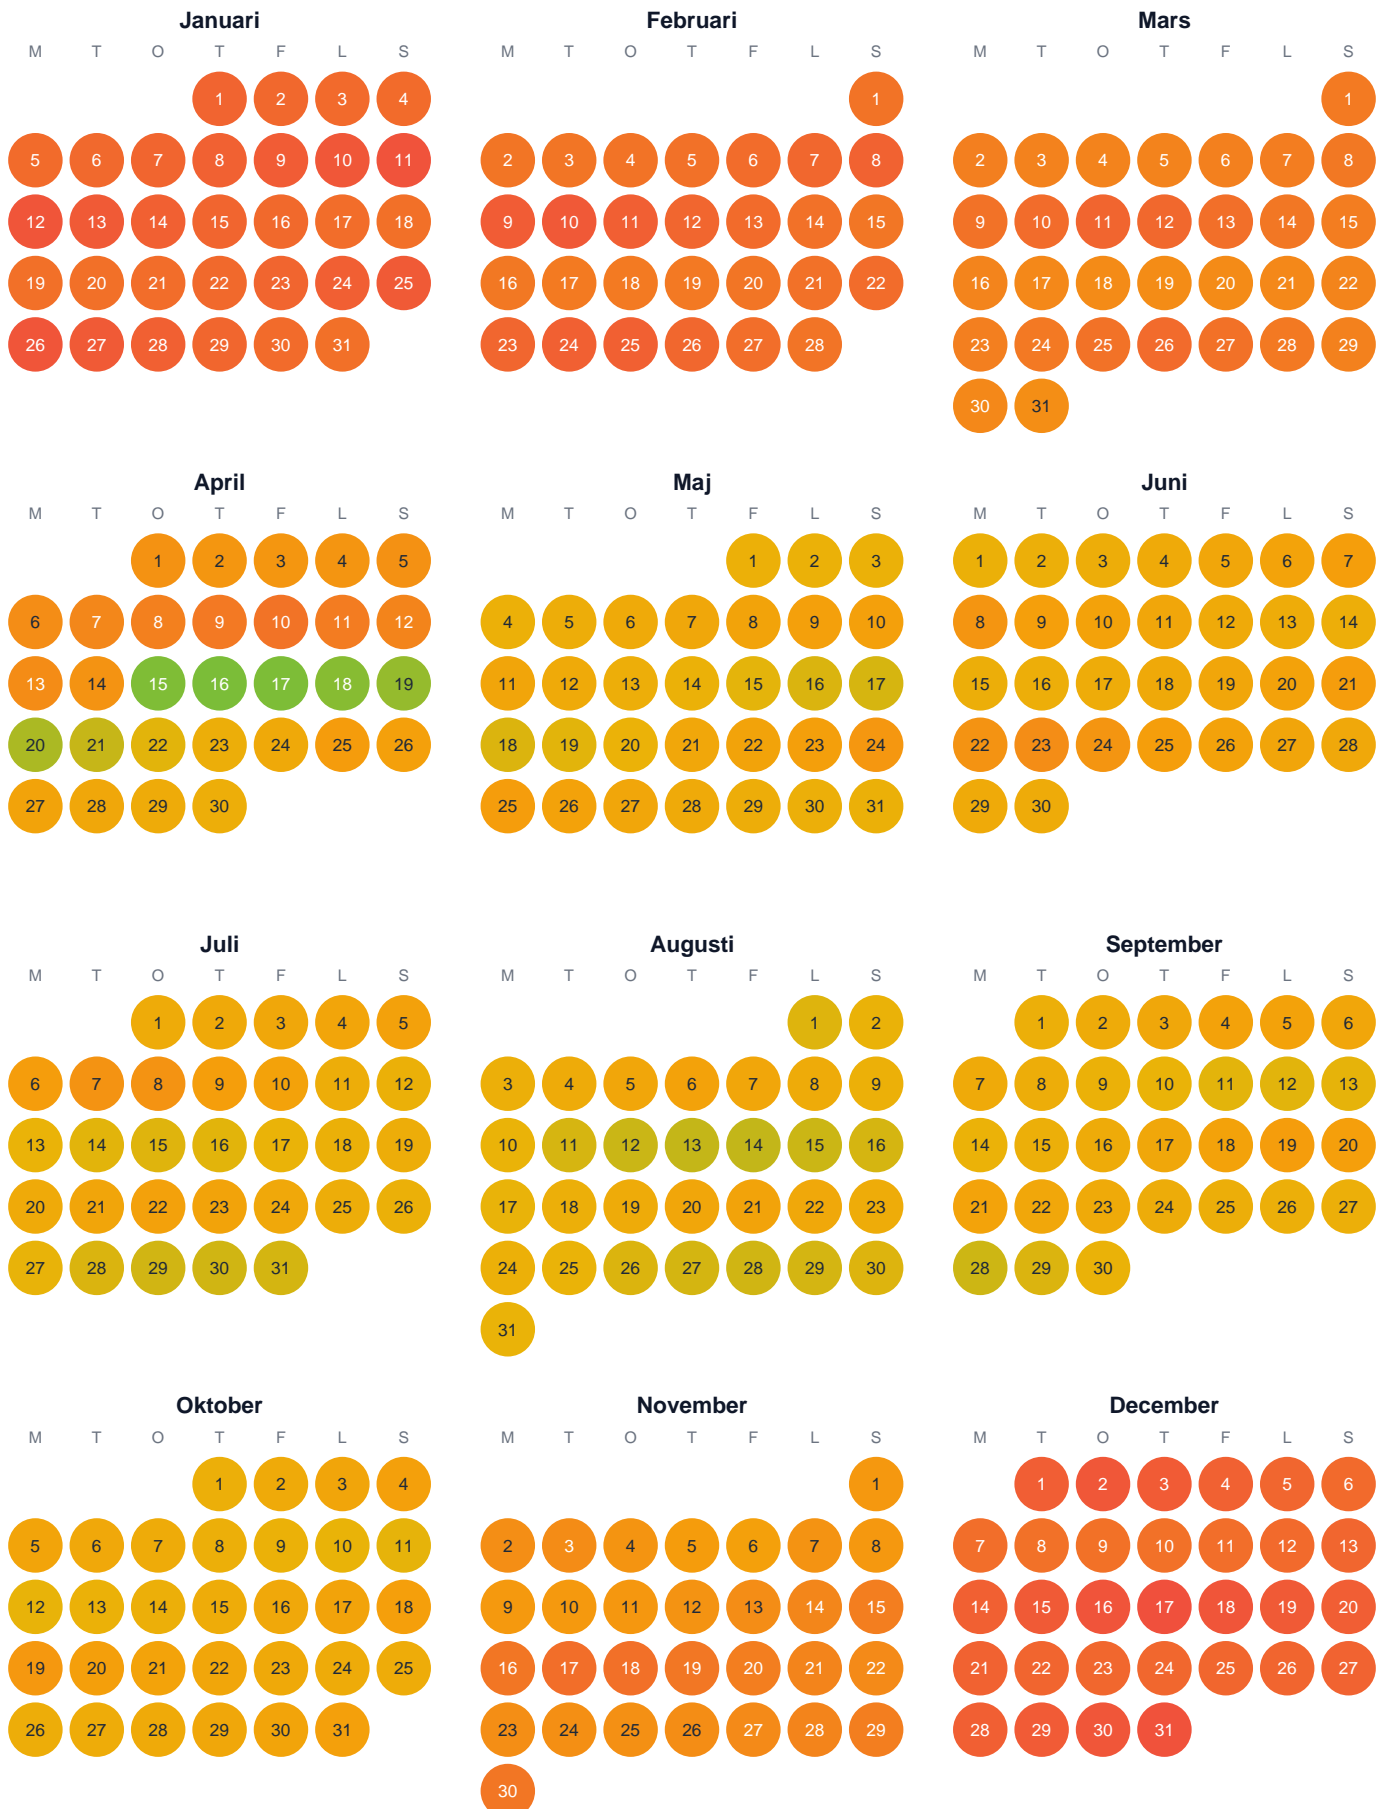 Januari Februari Mars
M T O T F L S M T O T F L S M T O T F L S
1 2 3 4 1 1
5 6 7 8 9 10 11 2 3 4 5 6 7 8 2 3 4 5 6 7 8
12 13 14 15 16 17 18 9 10 11 12 13 14 15 9 10 11 12 13 14 15
19 20 21 22 23 24 25 16 17 18 19 20 21 22 16 17 18 19 20 21 22
26 27 28 29 30 31 23 24 25 26 27 28 23 24 25 26 27 28 29
30 31
April Maj Juni
M T O T F L S M T O T F L S M T O T F L S
1 2 3 4 5 1 2 3 1 2 3 4 5 6 7
6 7 8 9 10 11 12 4 5 6 7 8 9 10 8 9 10 11 12 13 14
13 14 15 16 17 18 19 11 12 13 14 15 16 17 15 16 17 18 19 20 21
20 21 22 23 24 25 26 18 19 20 21 22 23 24 22 23 24 25 26 27 28
27 28 29 30 25 26 27 28 29 30 31 29 30
Juli Augusti September
M T O T F L S M T O T F L S M T O T F L S
1 2 3 4 5 1 2 1 2 3 4 5 6
6 7 8 9 10 11 12 3 4 5 6 7 8 9 7 8 9 10 11 12 13
13 14 15 16 17 18 19 10 11 12 13 14 15 16 14 15 16 17 18 19 20
20 21 22 23 24 25 26 17 18 19 20 21 22 23 21 22 23 24 25 26 27
27 28 29 30 31 24 25 26 27 28 29 30 28 29 30
31
Oktober November December
M T O T F L S M T O T F L S M T O T F L S
1 2 3 4 1 1 2 3 4 5 6
5 6 7 8 9 10 11 2 3 4 5 6 7 8 7 8 9 10 11 12 13
12 13 14 15 16 17 18 9 10 11 12 13 14 15 14 15 16 17 18 19 20
19 20 21 22 23 24 25 16 17 18 19 20 21 22 21 22 23 24 25 26 27
26 27 28 29 30 31 23 24 25 26 27 28 29 28 29 30 31
30